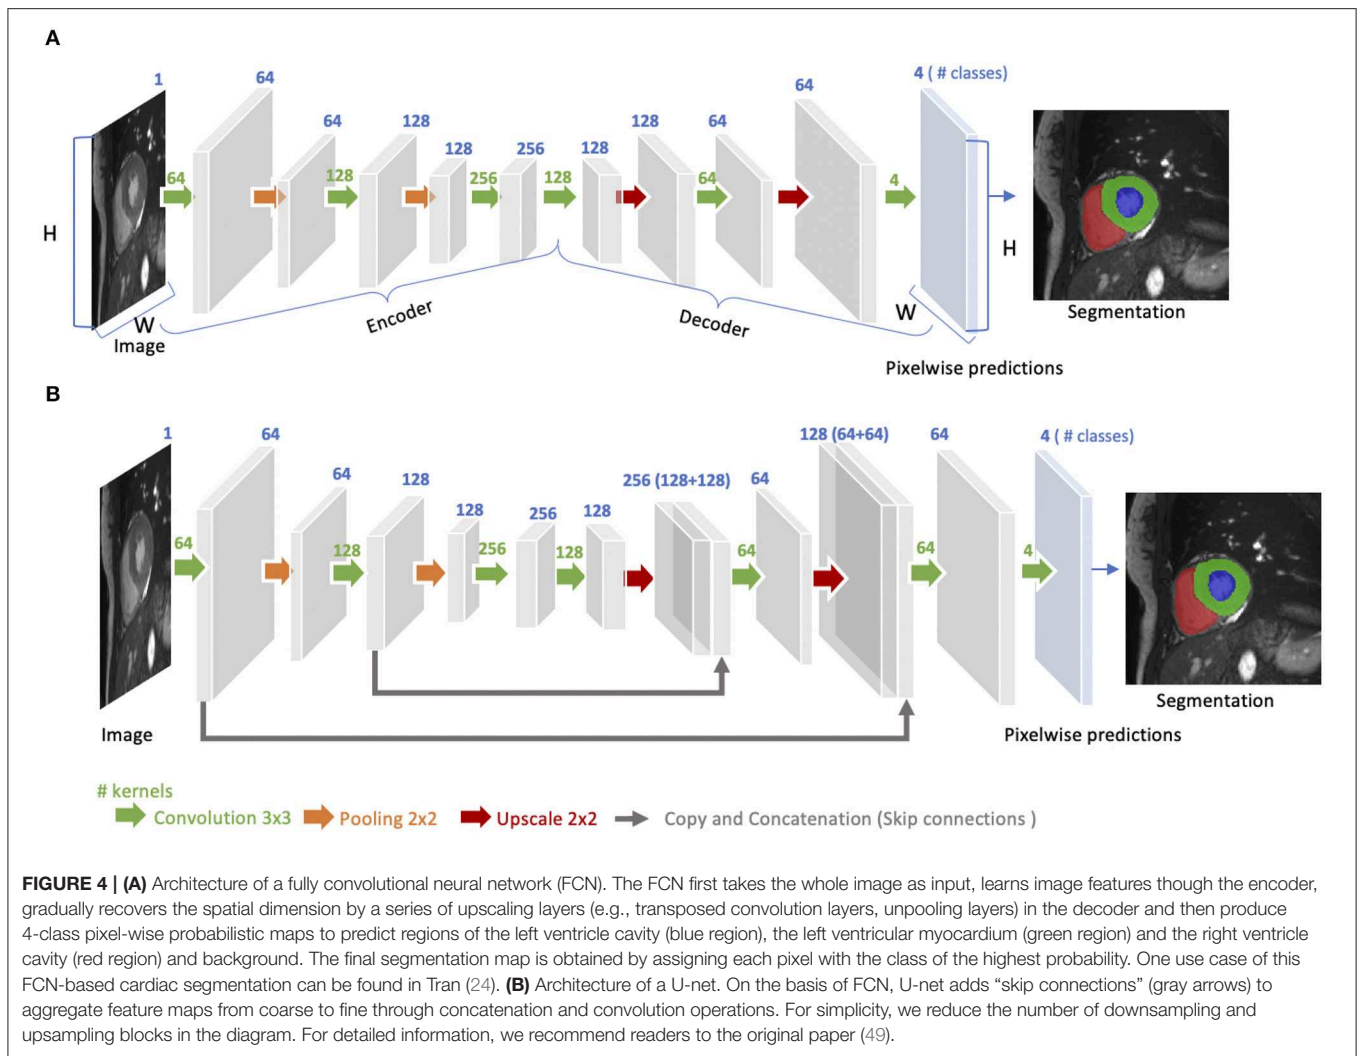 A
1
64
64
128
128
256
128
128
64
64
4 ( # classes)
64
128
256
128
64
4
H
W
Image
Encoder
Decoder
W
H
Segmentation
Pixelwise predictions
B
1
64
64
128
128
256
128
256 (128+128)
64
128 (64+64)
64
4 ( # classes)
64
128
256
128
64
64
4
Image
Segmentation
Pixelwise predictions
# kernels
Convolution 3x3 Pooling 2x2 Upscale 2x2 Copy and Concatenation (Skip connections )
FIGURE 4 | (A) Architecture of a fully convolutional neural network (FCN). The FCN first takes the whole image as input, learns image features though the encoder,
gradually recovers the spatial dimension by a series of upscaling layers (e.g., transposed convolution layers, unpooling layers) in the decoder and then produce
4-class pixel-wise probabilistic maps to predict regions of the left ventricle cavity (blue region), the left ventricular myocardium (green region) and the right ventricle
cavity (red region) and background. The final segmentation map is obtained by assigning each pixel with the class of the highest probability. One use case of this
FCN-based cardiac segmentation can be found in Tran (24). (B) Architecture of a U-net. On the basis of FCN, U-net adds “skip connections” (gray arrows) to
aggregate feature maps from coarse to fine through concatenation and convolution operations. For simplicity, we reduce the number of downsampling and
upsampling blocks in the diagram. For detailed information, we recommend readers to the original paper (49).